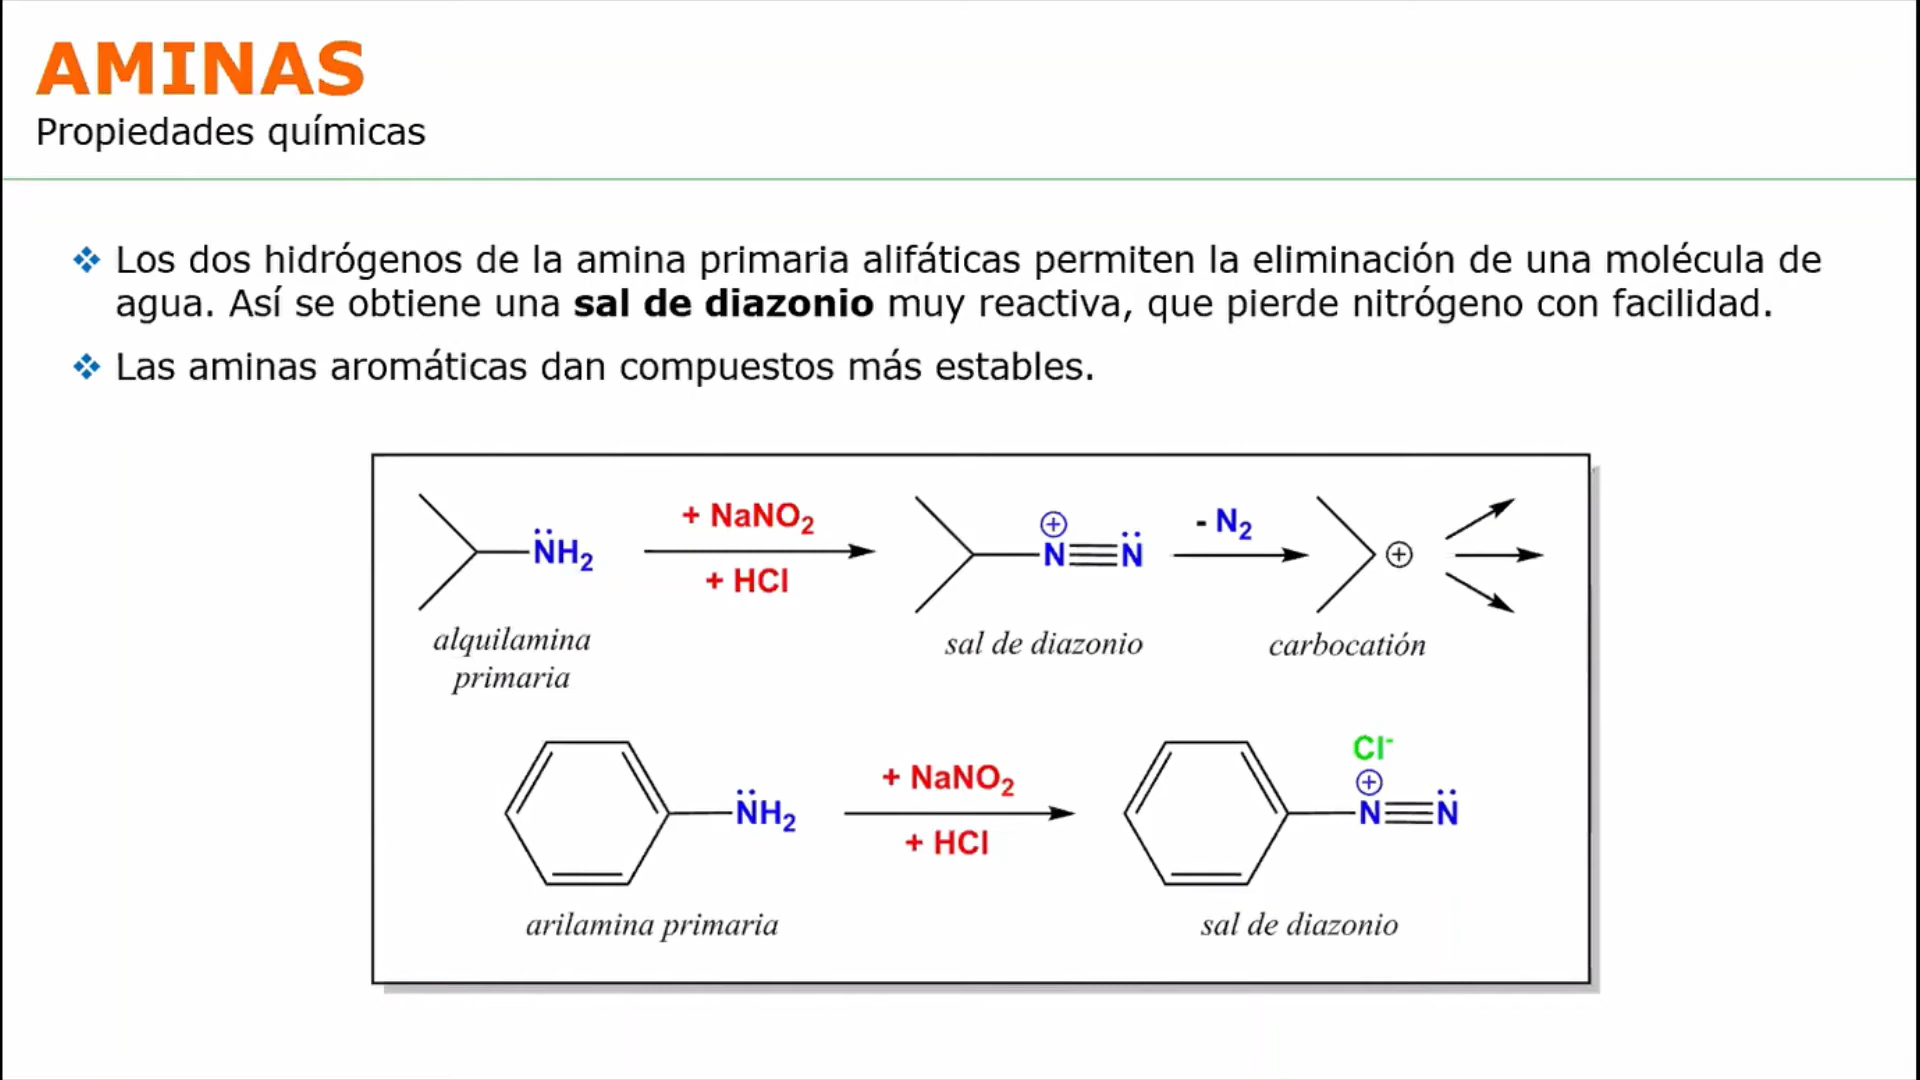 AMINAS
Propiedades químicas
❖ Los dos hidrógenos de la amina primaria alifáticas permiten la eliminación de una molécula de
agua. Así se obtiene una sal de diazonio muy reactiva, que pierde nitrógeno con facilidad.
❖ Las aminas aromáticas dan compuestos más estables.
N̈H₂
+ NaNO₂
+ HCl
⊕
N≡N̈
- N₂
⊕
alquilamina
primaria
sal de diazonio
carbocatión
N̈H₂
+ NaNO₂
+ HCl
Cl⁻
⊕
N≡N̈
arilamina primaria
sal de diazonio